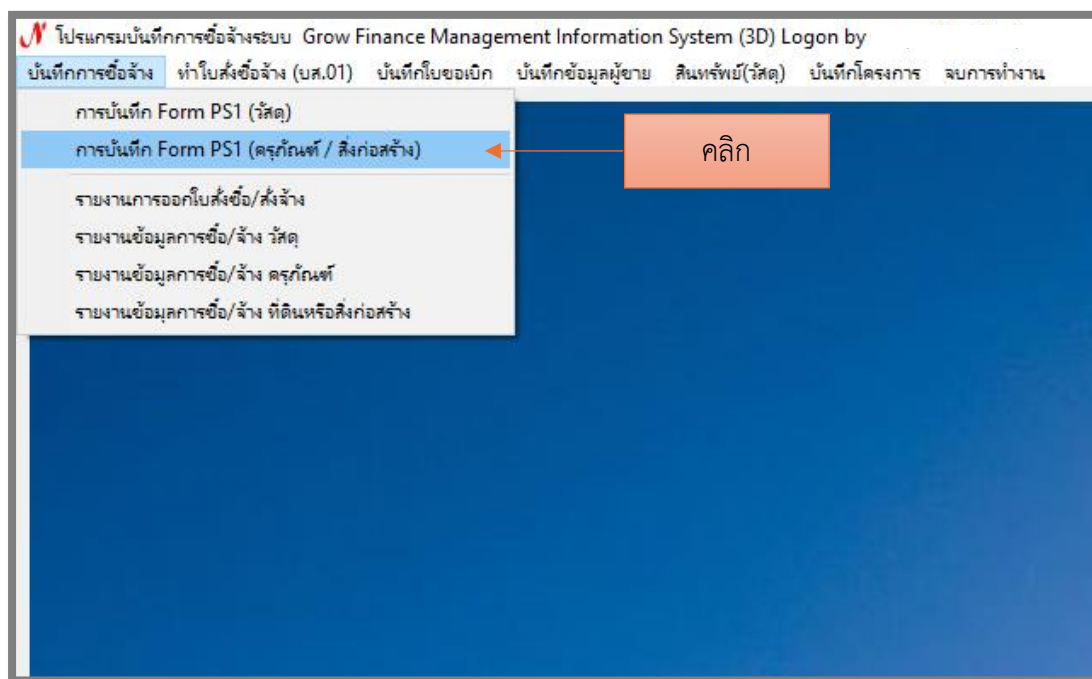 โปรแกรมบันทึกการซื้อจ้างระบบ Grow Finance Management Information System (3D) Logon by
บันทึกการซื้อจ้าง ทำใบสั่งซื้อจ้าง (บส.01) บันทึกใบขอเบิก บันทึกข้อมูลผู้ขาย สินทรัพย์(วัสดุ) บันทึกโครงการ จบการทำงาน
การบันทึก Form PS1 (วัสดุ)
การบันทึก Form PS1 (ครุภัณฑ์ / สิ่งก่อสร้าง)
คลิก
รายงานการออกใบสั่งซื้อ/สั่งจ้าง
รายงานข้อมูลการซื้อ/จ้าง วัสดุ
รายงานข้อมูลการซื้อ/จ้าง ครุภัณฑ์
รายงานข้อมุลการซื้อ/จ้าง ที่ดินหรือสิ่งก่อสร้าง